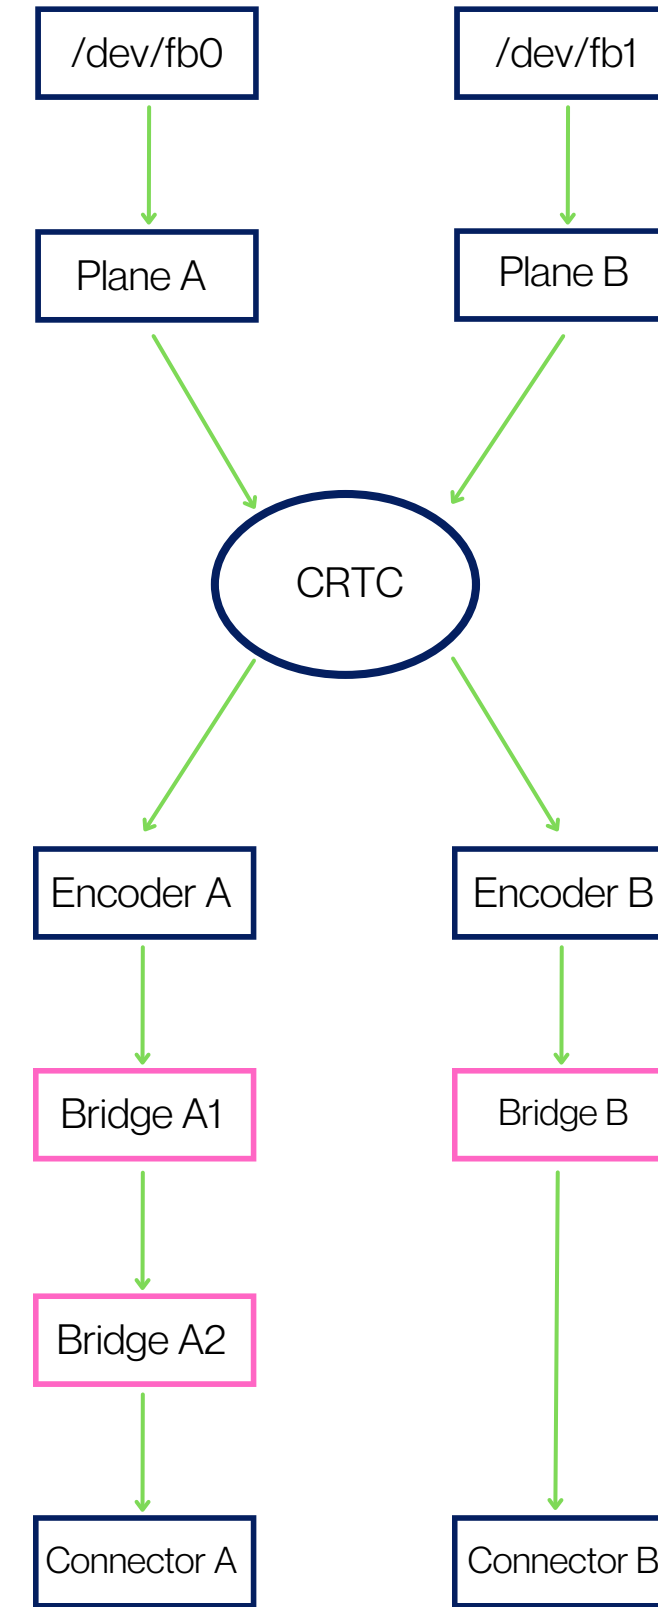 /dev/fb0
/dev/fb1
Plane A
Plane B
CRTC
Encoder A
Encoder B
Bridge A1
Bridge B
Bridge A2
Connector A
Connector B